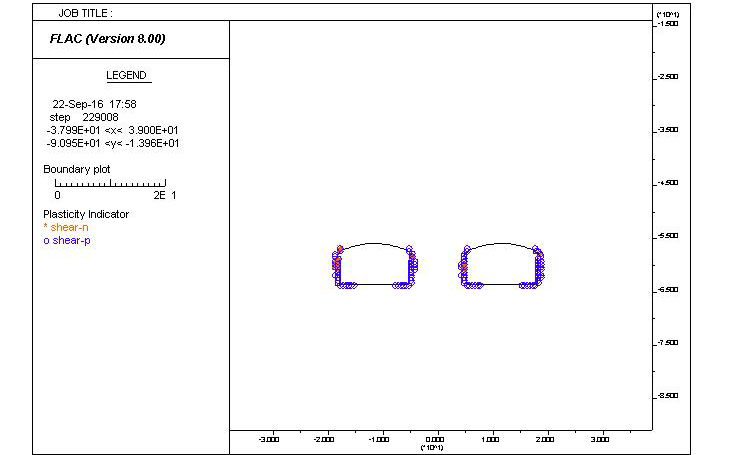 JOB TITLE :
FLAC (Version 8.00)
LEGEND
22-Sep-16 17:58
step 229008
-3.799E+01 <x< 3.900E+01
-9.095E+01 <y< -1.396E+01
Boundary plot
0 2E 1
Plasticity Indicator
* shear-n
o shear-p
(*10^1)
-1.500
-2.500
-3.500
-4.500
-5.500
-6.500
-7.500
-8.500
-3.000 -2.000 -1.000 0.000 1.000 2.000 3.000
(*10^1)